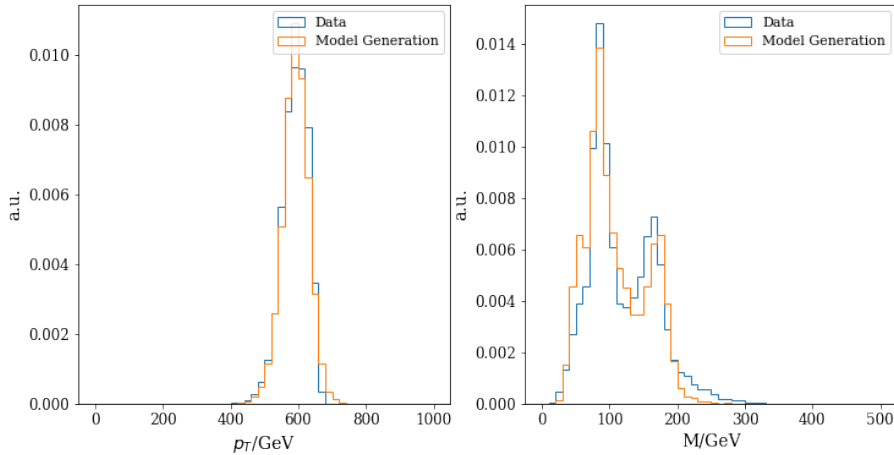 Data
Model Generation
0.010
0.008
0.006
0.004
0.002
0.000
a.u.
0 200 400 600 800 1000
p_T/GeV
Data
Model Generation
0.014
0.012
0.010
0.008
0.006
0.004
0.002
0.000
a.u.
0 100 200 300 400 500
M/GeV